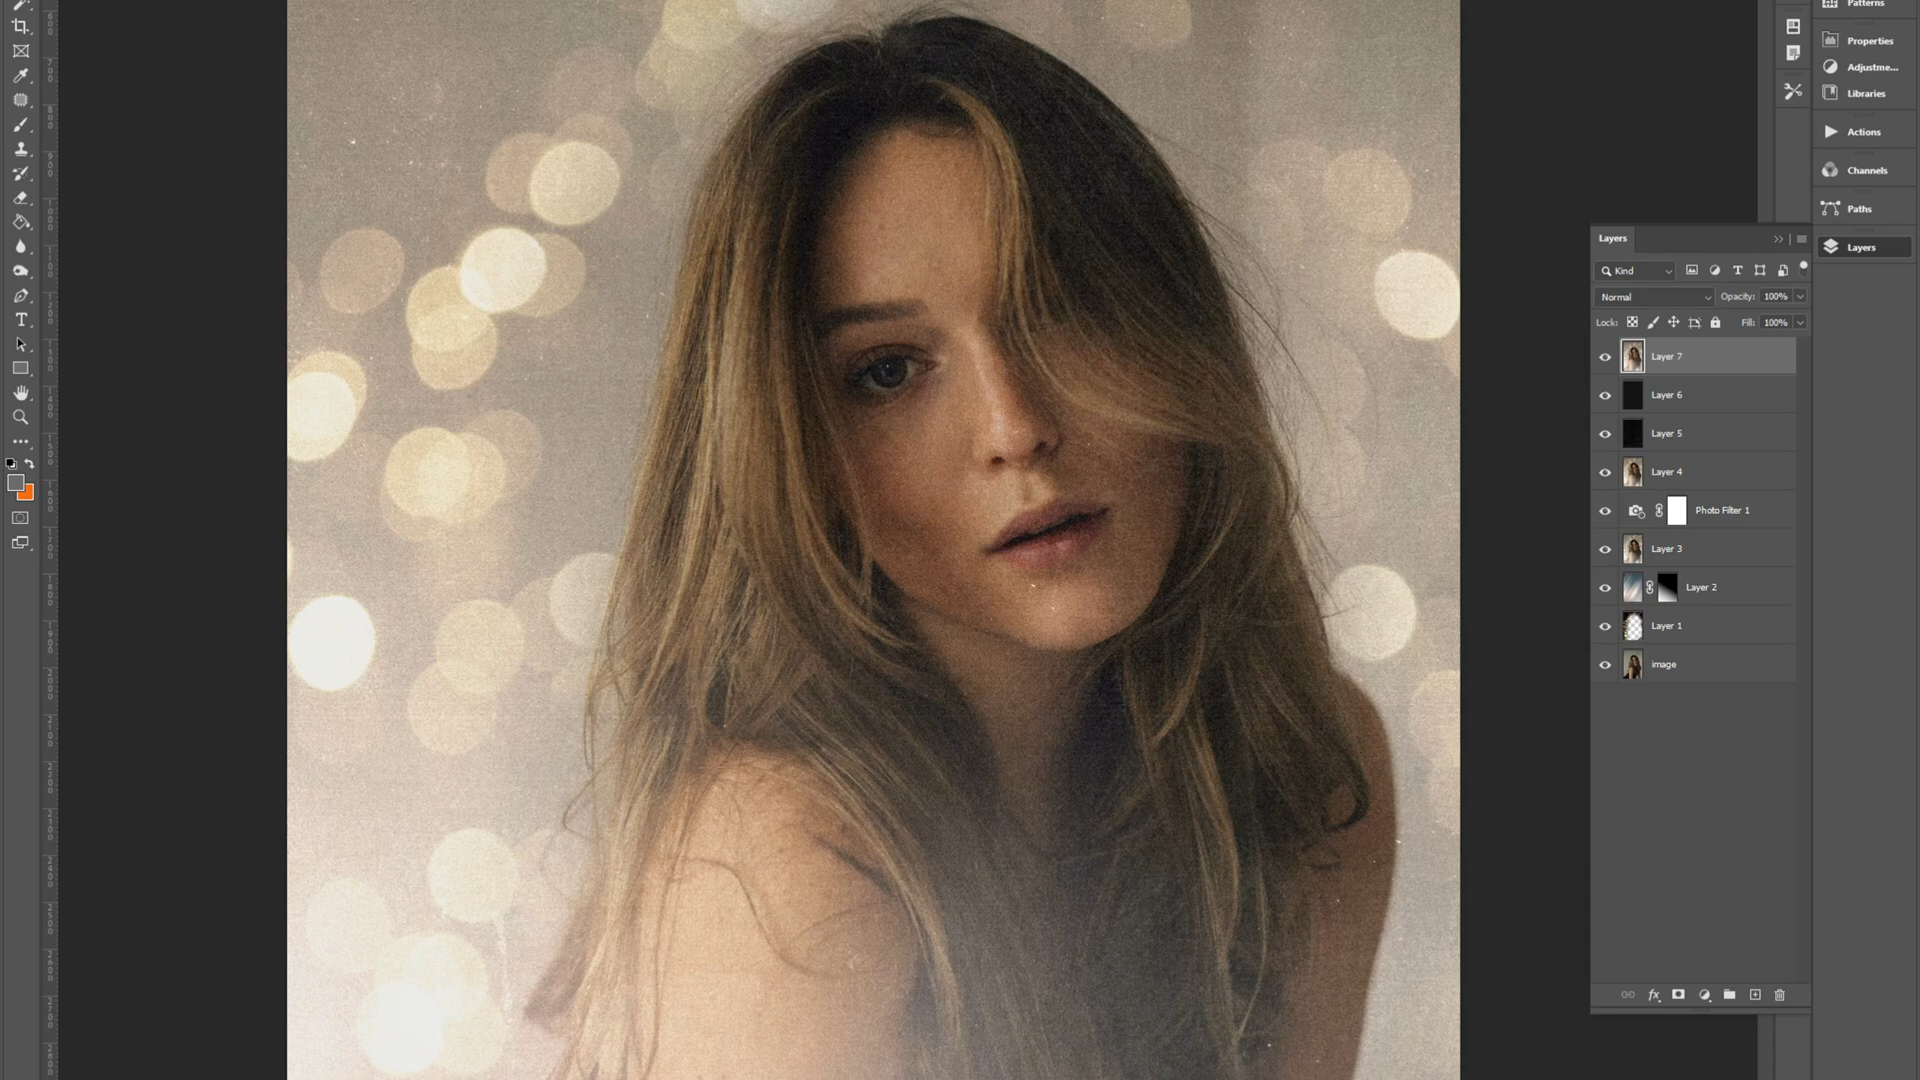 Patterns
Properties
Adjustme...
Libraries
Actions
Channels
Paths
Layers
Layers
Kind
Normal
Opacity: 100%
Lock:
Fill: 100%
Layer 7
Layer 6
Layer 5
Layer 4
Photo Filter 1
Layer 3
Layer 2
Layer 1
image
fx